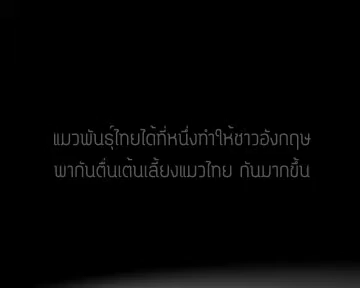 แมวพันธุ์ไทยได้ที่หนึ่งทำให้ชาวอังกฤษ
พากันตื่นเต้นเลี้ยงแมวไทย กันมากขึ้น